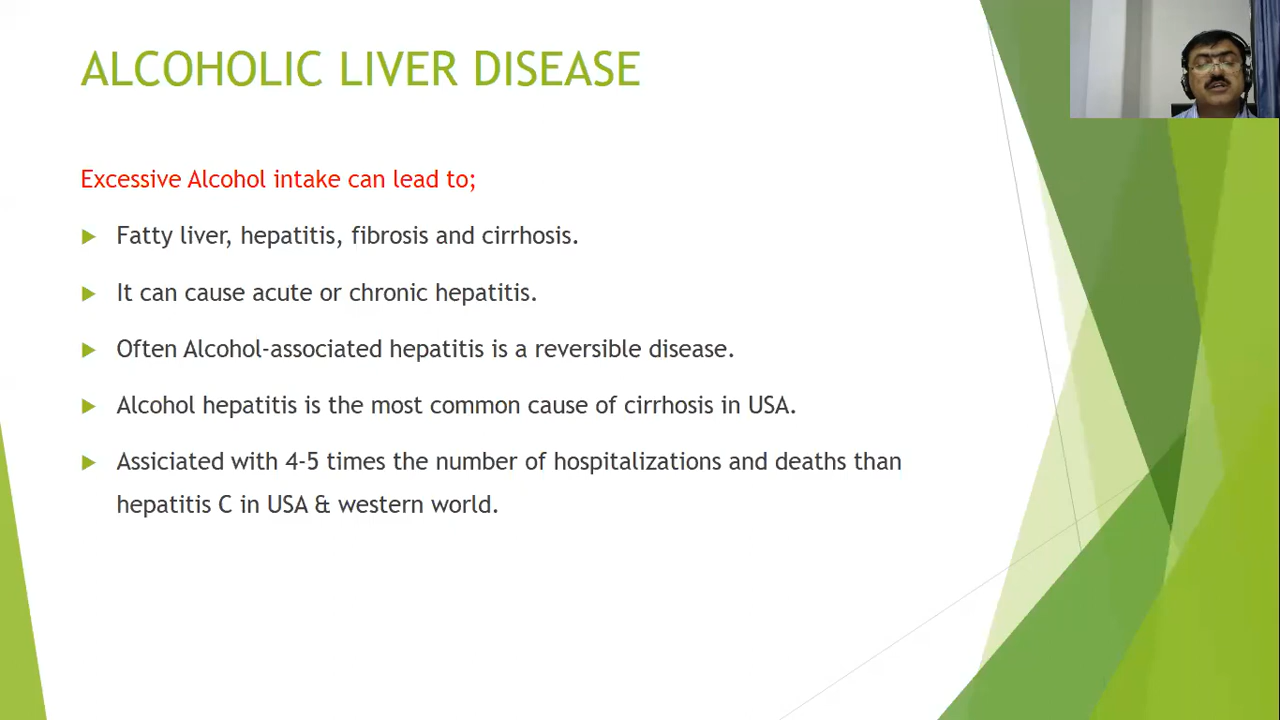 ALCOHOLIC LIVER DISEASE
Excessive Alcohol intake can lead to;
Fatty liver, hepatitis, fibrosis and cirrhosis.
It can cause acute or chronic hepatitis.
Often Alcohol-associated hepatitis is a reversible disease.
Alcohol hepatitis is the most common cause of cirrhosis in USA.
Assiciated with 4-5 times the number of hospitalizations and deaths than
hepatitis C in USA & western world.